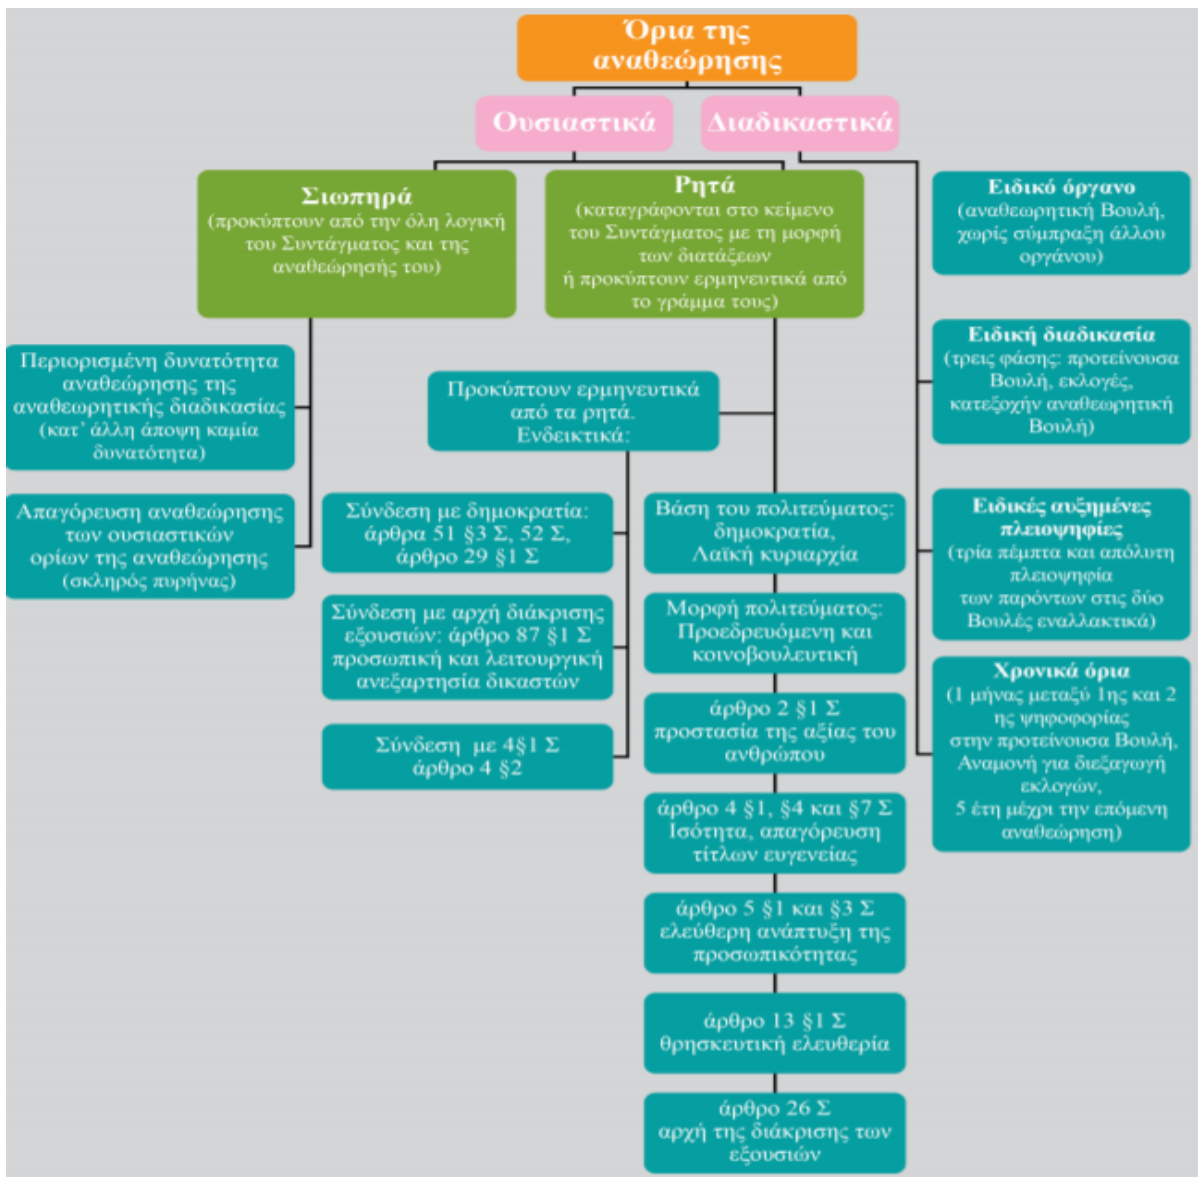 Όρια της
αναθεώρησης
Ουσιαστικά
Διαδικαστικά
Σιωπηρά
(προκύπτουν από την όλη λογική
του Συντάγματος και της
αναθεώρησής του)
Ρητά
(καταγράφονται στο κείμενο
του Συντάγματος με τη μορφή
των διατάξεων
ή προκύπτουν ερμηνευτικά από
το γράμμα τους)
Ειδικό όργανο
(αναθεωρητική Βουλή,
χωρίς σύμπραξη άλλου
οργάνου)
Περιορισμένη δυνατότητα
αναθεώρησης της
αναθεωρητικής διαδικασίας
(κατ' άλλη άποψη καμία
δυνατότητα)
Απαγόρευση αναθεώρησης
των ουσιαστικών
ορίων της αναθεώρησης
(σκληρός πυρήνας)
Προκύπτουν ερμηνευτικά
από τα ρητά.
Ενδεικτικά:
Σύνδεση με δημοκρατία:
άρθρα 51 §3 Σ, 52 Σ,
άρθρο 29 §1 Σ
Σύνδεση με αρχή διάκρισης
εξουσιών: άρθρο 87 §1 Σ
προσωπική και λειτουργική
ανεξαρτησία δικαστών
Σύνδεση με 4§1 Σ
άρθρο 4 §2
Βάση του πολιτεύματος:
δημοκρατία,
Λαϊκή κυριαρχία
Μορφή πολιτεύματος:
Προεδρευόμενη και
κοινοβουλευτική
άρθρο 2 §1 Σ
προστασία της αξίας του
ανθρώπου
άρθρο 4 §1, §4 και §7 Σ
Ισότητα, απαγόρευση
τίτλων ευγενείας
άρθρο 5 §1 και §3 Σ
ελεύθερη ανάπτυξη της
προσωπικότητας
άρθρο 13 §1 Σ
θρησκευτική ελευθερία
άρθρο 26 Σ
αρχή της διάκρισης των
εξουσιών
Ειδική διαδικασία
(τρεις φάσης: προτείνουσα
Βουλή, εκλογές,
κατεξοχήν αναθεωρητική
Βουλή)
Ειδικές αυξημένες
πλειοψηφίες
(τρία πέμπτα και απόλυτη
πλειοψηφία
των παρόντων στις δύο
Βουλές εναλλακτικά)
Χρονικά όρια
(1 μήνας μεταξύ 1ης και 2
ης ψηφοφορίας
στην προτείνουσα Βουλή,
Αναμονή για διεξαγωγή
εκλογών,
5 έτη μέχρι την επόμενη
αναθεώρηση)